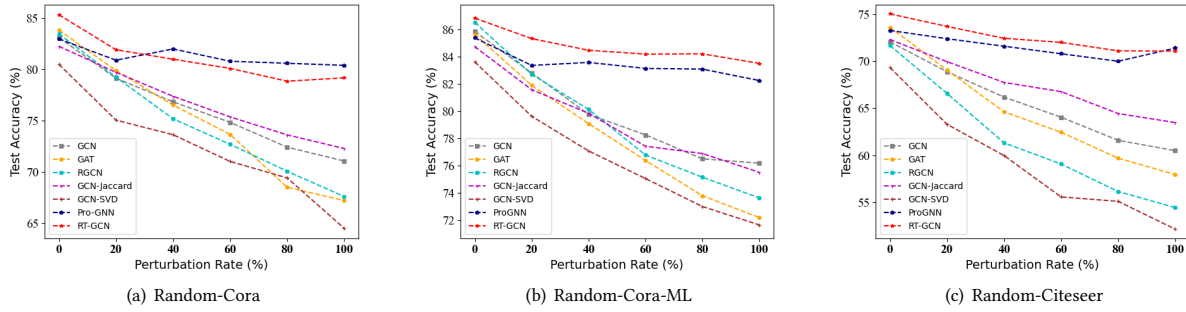 85
80
75
70
65
Test Accuracy (%)
GCN
GAT
RGCN
GCN-Jaccard
GCN-SVD
Pro-GNN
RT-GCN
0 20 40 60 80 100
Perturbation Rate (%)
(a) Random-Cora
86
84
82
80
78
76
74
72
Test Accuracy (%)
GCN
GAT
RGCN
GCN-Jaccard
GCN-SVD
ProGNN
RT-GCN
0 20 40 60 80 100
Perturbation Rate (%)
(b) Random-Cora-ML
75
70
65
60
55
Test Accuracy (%)
GCN
GAT
RGCN
GCN-Jaccard
GCN-SVD
ProGNN
RT-GCN
0 20 40 60 80 100
Perturbation Rate (%)
(c) Random-Citeseer